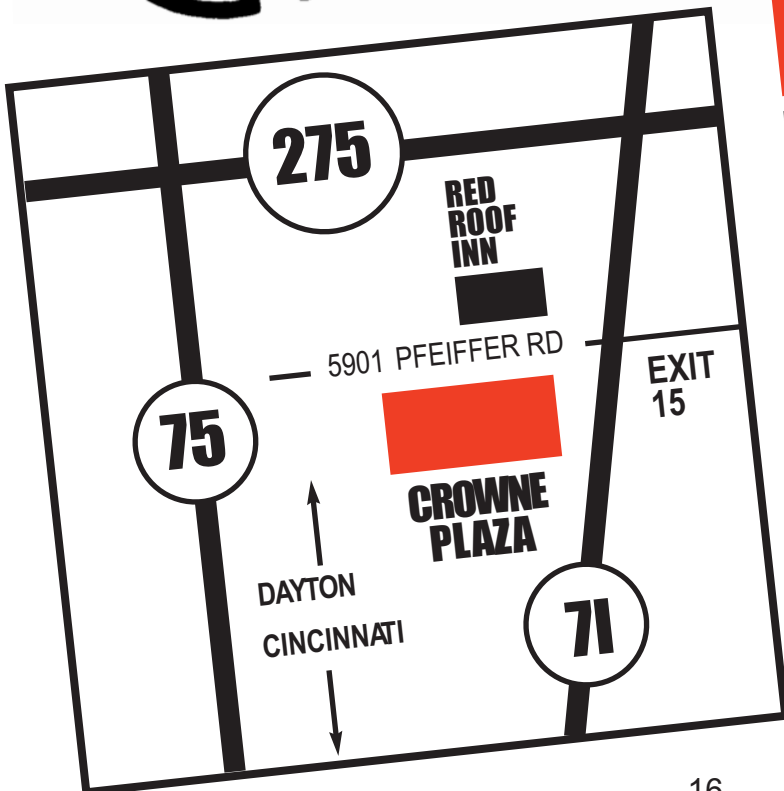 275
RED
ROOF
INN
5901 PFEIFFER RD
EXIT
15
75
CROWNE
PLAZA
DAYTON
CINCINNATI
71
16